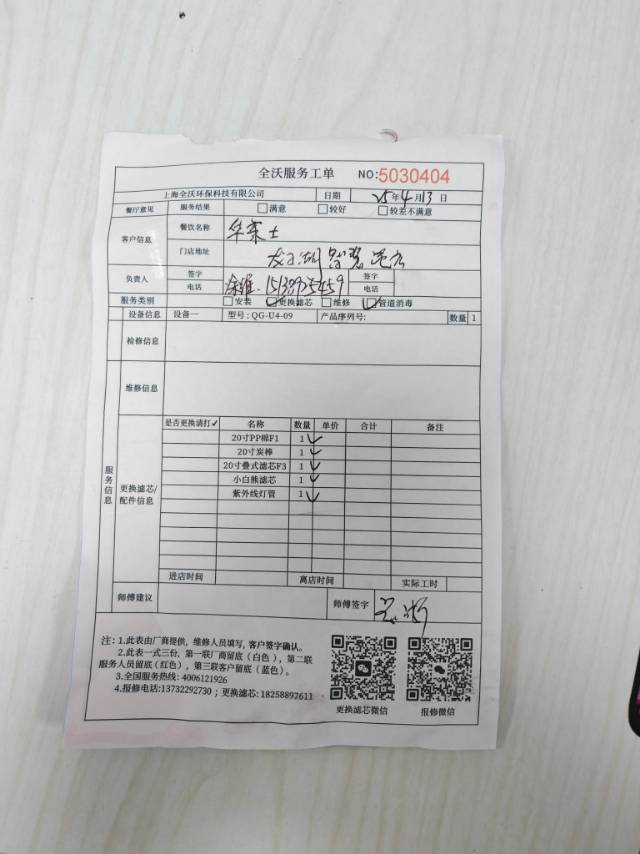 全沃服务工单 NO:5030404
上海全沃环保科技有限公司 日期 25年4月13日
餐厅意见 服务结果 □满意 □较好 □较差不满意
客户信息 餐饮名称 华莱士
门店地址
负责人 签字 签字
电话 电话
服务类别 □安装 ☑更换滤芯 □维修 ☑管道消毒
设备信息 设备一 型号:QG-U4-09 产品序列号: 数量 1
检修信息
维修信息
服务信息
更换滤芯/配件信息
是否更换请打✓ 名称 数量 单价 合计 备注
20寸PP棉F1 1 ✓
20寸炭棒 1 ✓
20寸叠式滤芯F3 1 ✓
小白熊滤芯 1 ✓
紫外线灯管 1 ✓
进店时间 离店时间 实际工时
师傅建议 师傅签字
注: 1.此表由厂商提供, 维修人员填写, 客户签字确认。
2.此表一式三份, 第一联厂商留底(白色), 第二联
服务人员留底(红色), 第三联客户留底(蓝色)。
3.全国服务热线: 4006121926
4.报修电话:13732292730 ; 更换滤芯: 18258897611
更换滤芯微信 报修微信